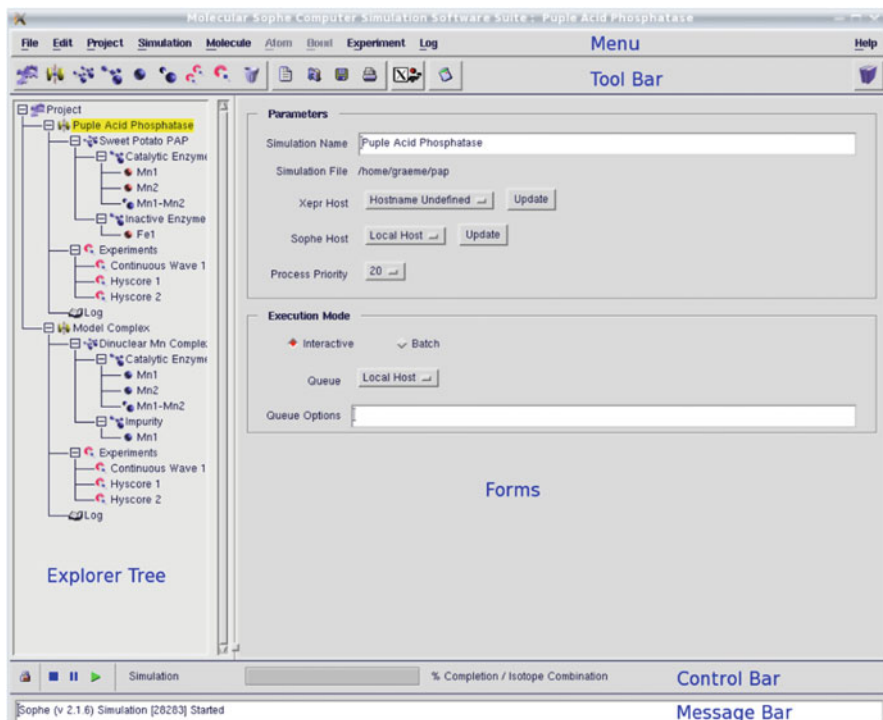 Molecular Sophe Computer Simulation Software Suite: Puple Acid Phosphatase
File Edit Project Simulation Molecule Atom Bond Experiment Log Menu Help
Tool Bar
Project
Puple Acid Phosphatase
Sweet Potato PAP
Catalytic Enzyme
Mn1
Mn2
Mn1-Mn2
Inactive Enzyme
Fe1
Experiments
Continuous Wave 1
Hyscore 1
Hyscore 2
Log
Model Complex
Dinuclear Mn Comple
Catalytic Enzyme
Mn1
Mn2
Mn1-Mn2
Impurity
Mn1
Experiments
Continuous Wave 1
Hyscore 1
Hyscore 2
Log
Explorer Tree
Parameters
Simulation Name Puple Acid Phosphatase
Simulation File /home/graeme/pap
Xepr Host Hostname Undefined Update
Sophe Host Local Host Update
Process Priority 20
Execution Mode
Interactive Batch
Queue Local Host
Queue Options
Forms
Simulation % Completion / Isotope Combination Control Bar
Sophe (v 2.1.6) Simulation [28283] Started Message Bar